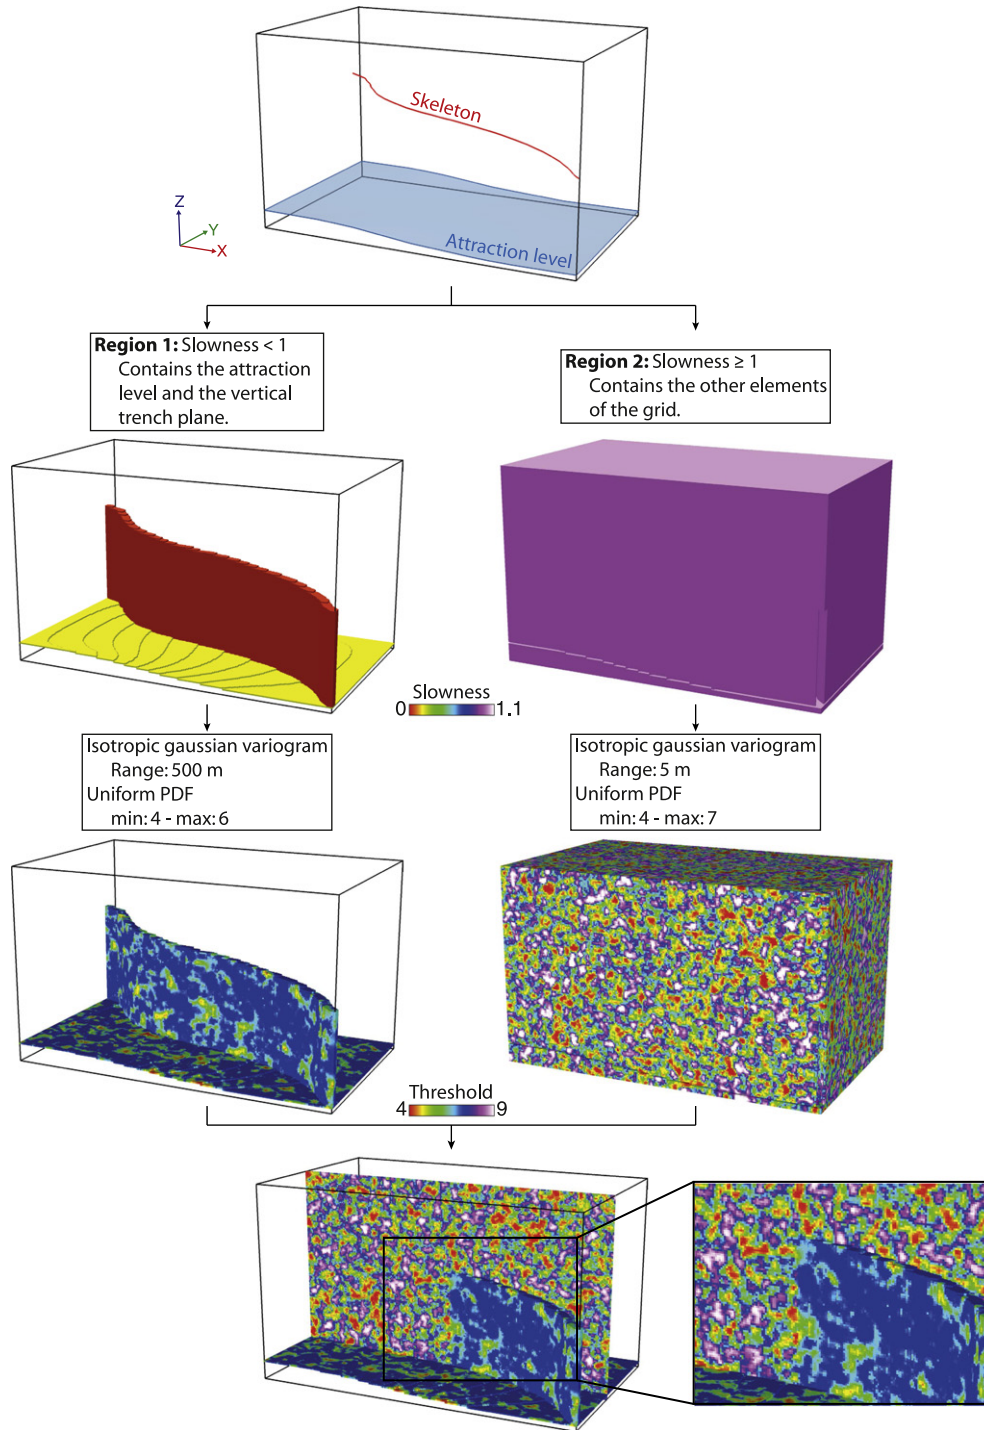 Skeleton
Z
Y
X
Attraction level
Region 1: Slowness < 1
Contains the attraction
level and the vertical
trench plane.
Region 2: Slowness ≥ 1
Contains the other elements
of the grid.
Slowness
0 1.1
Isotropic gaussian variogram
Range: 500 m
Uniform PDF
min: 4 - max: 6
Isotropic gaussian variogram
Range: 5 m
Uniform PDF
min: 4 - max: 7
Threshold
4 9